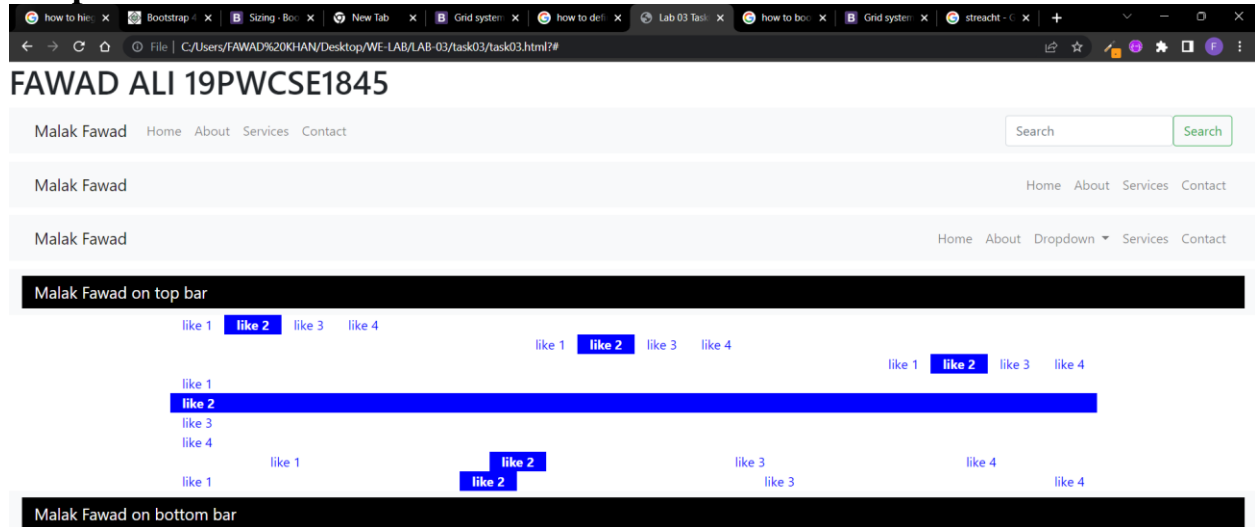 how to hieg
Bootstrap 4
Sizing · Boo
New Tab
Grid system
how to defi
Lab 03 Task
how to boo
Grid system
streacht - G
File | C:/Users/FAWAD%20KHAN/Desktop/WE-LAB/LAB-03/task03/task03.html?#
FAWAD ALI 19PWCSE1845
Malak Fawad Home About Services Contact Search Search
Malak Fawad Home About Services Contact
Malak Fawad Home About Dropdown Services Contact
Malak Fawad on top bar
like 1 like 2 like 3 like 4
like 1 like 2 like 3 like 4
like 1 like 2 like 3 like 4
like 1
like 2
like 3
like 4
like 1 like 2 like 3 like 4
like 1 like 2 like 3 like 4
Malak Fawad on bottom bar